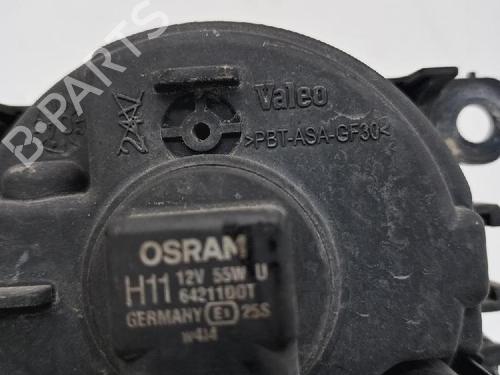 B-PARTS
Valeo
>PBT-ASA-GF30<
OSRAM
H11 12V 55W U
64211DOT
GERMANY E1 25S